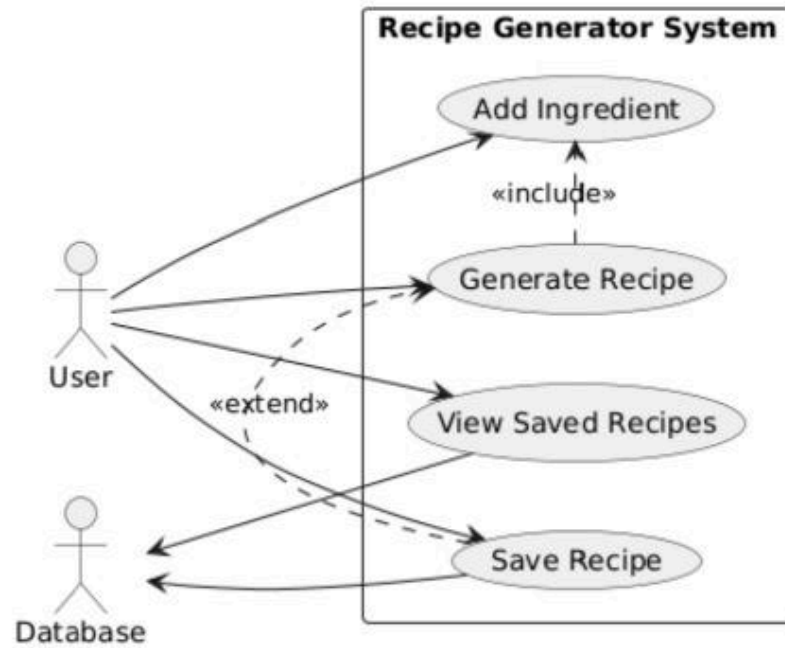 Recipe Generator System
Add Ingredient
«include»
Generate Recipe
User
«extend»
View Saved Recipes
Save Recipe
Database